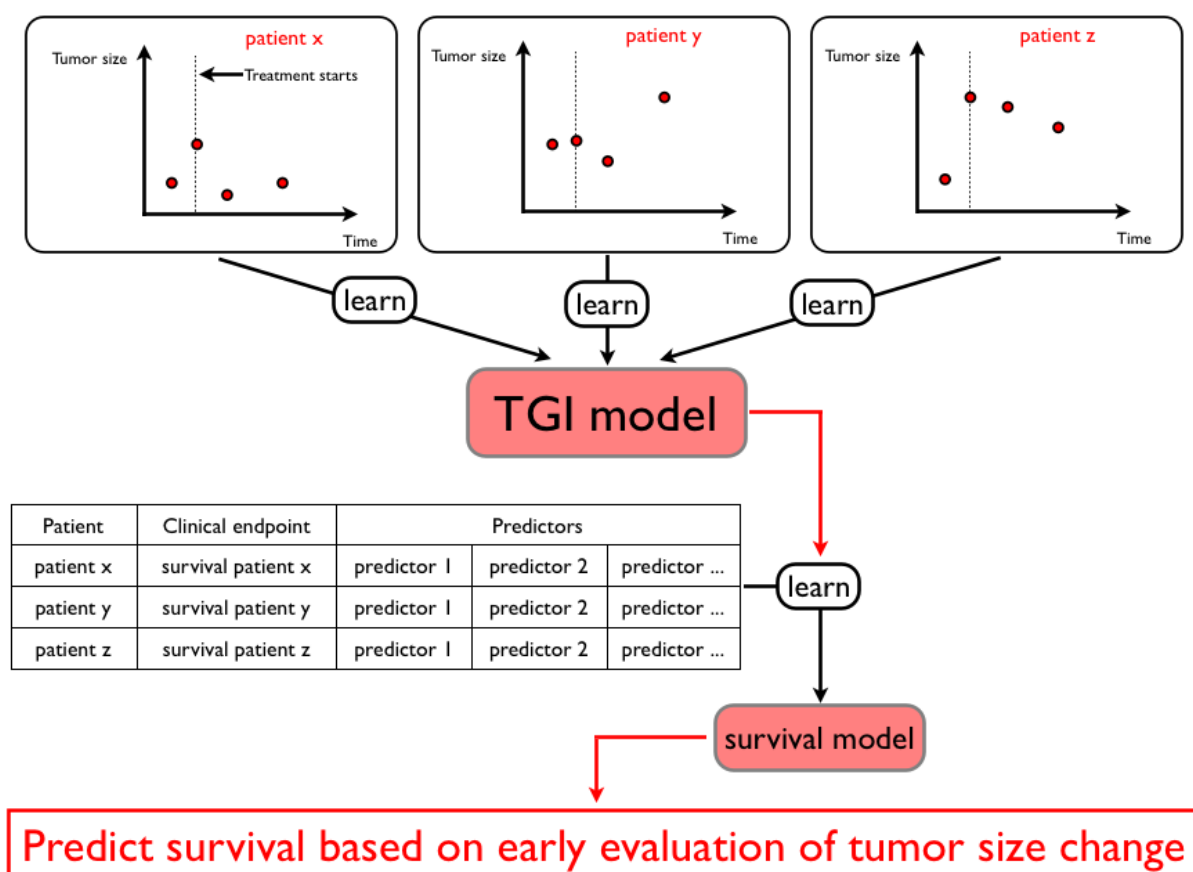 patient x
Tumor size
Treatment starts
Time
patient y
Tumor size
Time
patient z
Tumor size
Time
learn
learn
learn
TGI model
Patient Clinical endpoint Predictors
patient x survival patient x predictor 1 predictor 2 predictor ...
patient y survival patient y predictor 1 predictor 2 predictor ...
patient z survival patient z predictor 1 predictor 2 predictor ...
learn
survival model
Predict survival based on early evaluation of tumor size change